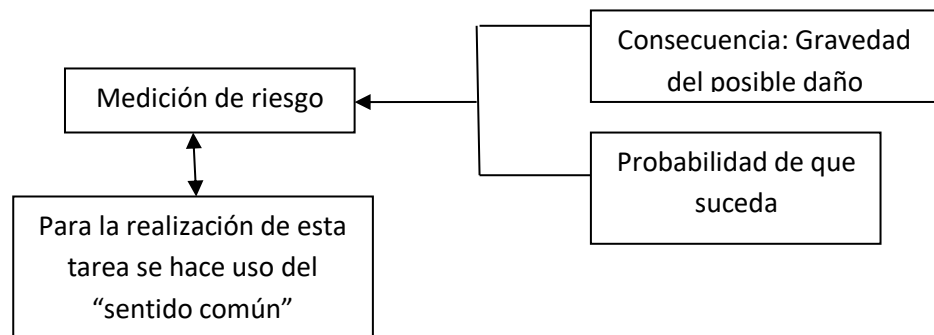 Consecuencia: Gravedad
del posible daño
Medición de riesgo
Probabilidad de que
suceda
Para la realización de esta
tarea se hace uso del
“sentido común”